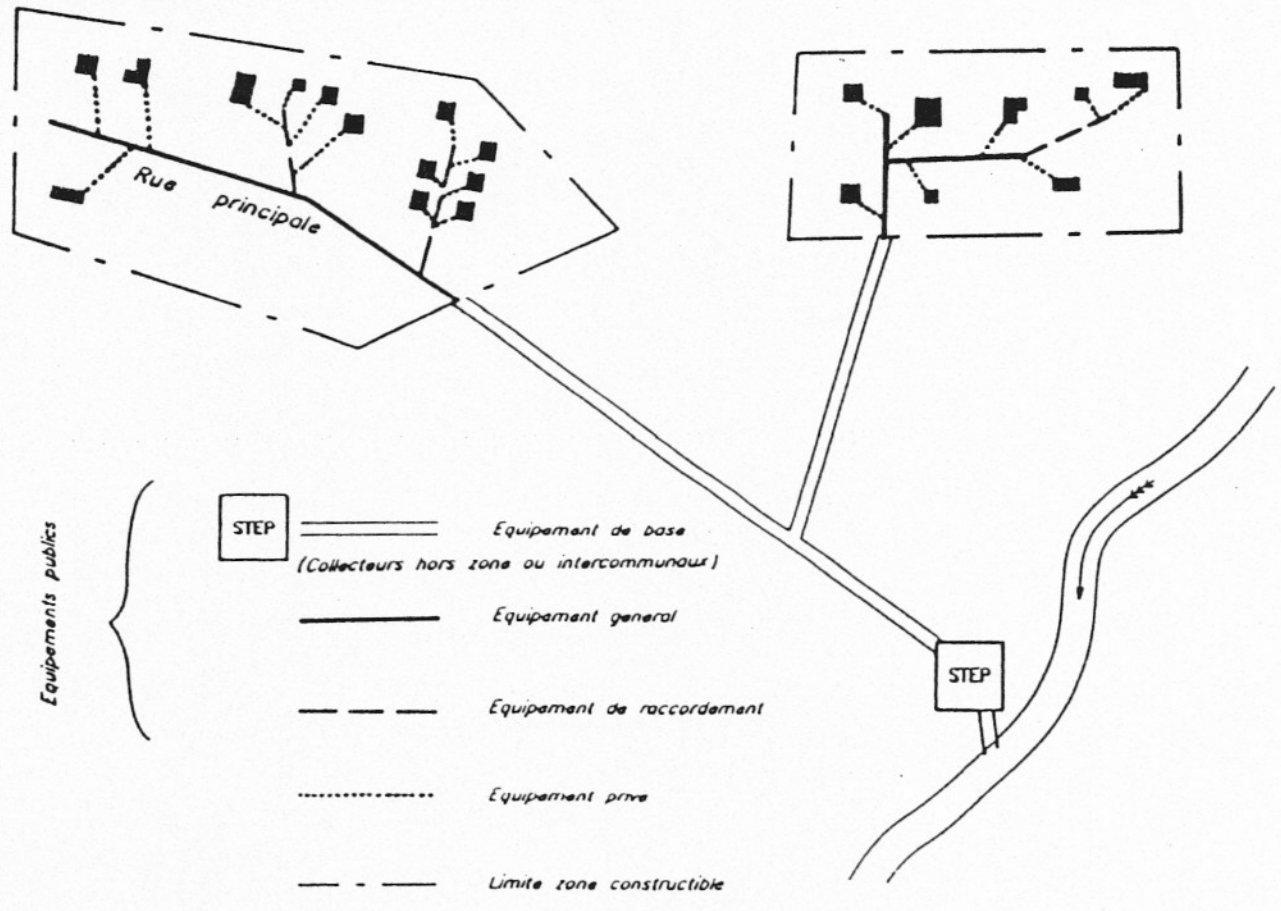 Rue principale
Equipements publics
STEP
Equipement de base
(Collecteurs hors zone ou intercommunaux)
Equipement general
STEP
Equipement de raccordement
Equipement prive
Limite zone constructible